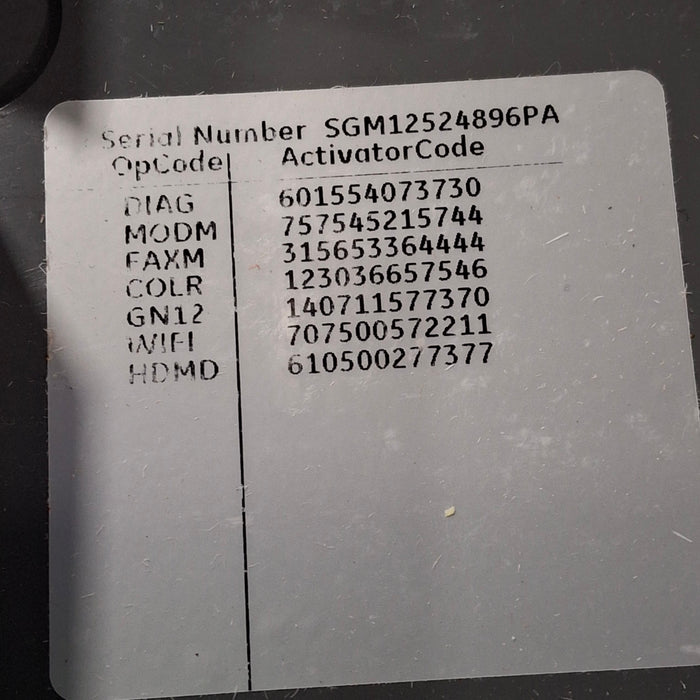 Serial Number SGM12524896PA
OpCode ActivatorCode
DIAG 601554073730
MODM 757545215744
FAXM 315653364444
COLR 123036657546
GN12 140711577370
WIFI 707500572211
HDMD 610500277377